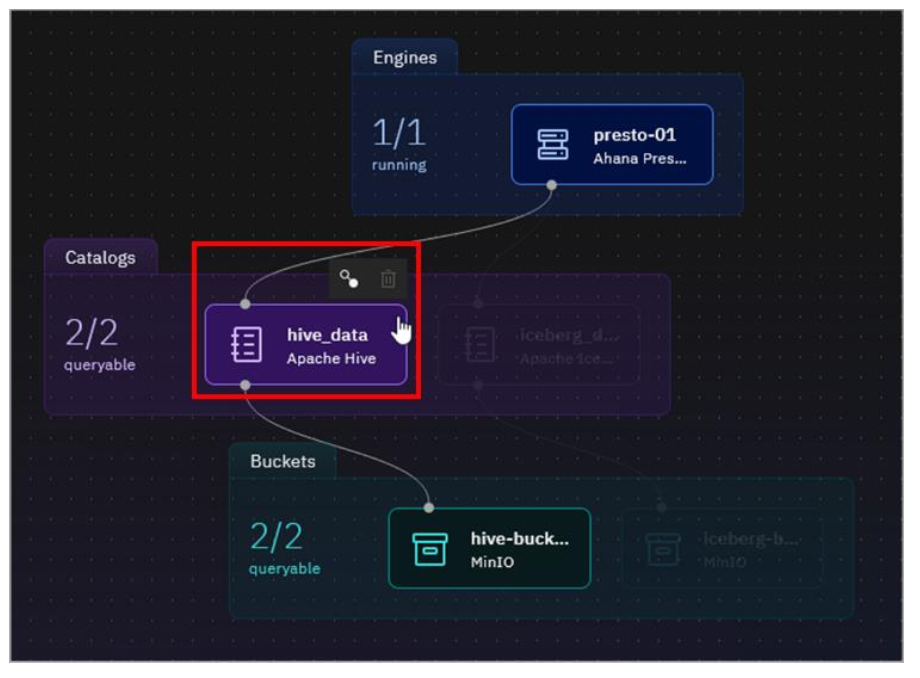 Engines
1/1
running
presto-01
Ahana Pres...
Catalogs
2/2
queryable
hive_data
Apache Hive
iceberg_d...
Apache Ice...
Buckets
2/2
queryable
hive-buck...
MinIO
iceberg-b...
MinIO